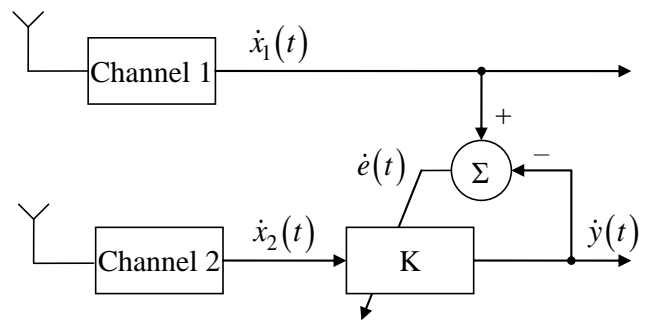 ẋ₁(t)
Channel 1
+
−
ė(t)
Σ
ẋ₂(t)
ẏ(t)
Channel 2
K